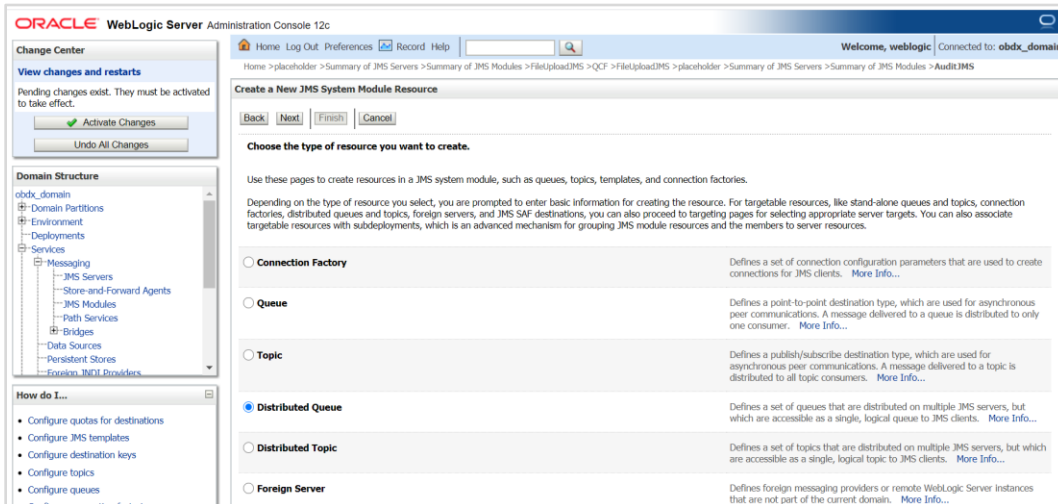 ORACLE WebLogic Server Administration Console 12c
Change Center
View changes and restarts
Pending changes exist. They must be activated
to take effect.
Activate Changes
Undo All Changes
Domain Structure
obdx_domain
Domain Partitions
Environment
Deployments
Services
Messaging
JMS Servers
Store-and-Forward Agents
JMS Modules
Path Services
Bridges
Data Sources
Persistent Stores
Foreign JNDI Providers
How do I...
Configure quotas for destinations
Configure JMS templates
Configure destination keys
Configure topics
Configure queues
Home Log Out Preferences Record Help
Welcome, weblogic Connected to: obdx_domain
Home >placeholder >Summary of JMS Servers >Summary of JMS Modules >FileUploadJMS >QCF >FileUploadJMS >placeholder >Summary of JMS Servers >Summary of JMS Modules >AuditJMS
Create a New JMS System Module Resource
Back Next Finish Cancel
Choose the type of resource you want to create.
Use these pages to create resources in a JMS system module, such as queues, topics, templates, and connection factories.
Depending on the type of resource you select, you are prompted to enter basic information for creating the resource. For targetable resources, like stand-alone queues and topics, connection
factories, distributed queues and topics, foreign servers, and JMS SAF destinations, you can also proceed to targeting pages for selecting appropriate server targets. You can also associate
targetable resources with subdeployments, which is an advanced mechanism for grouping JMS module resources and the members to server resources.
Connection Factory
Defines a set of connection configuration parameters that are used to create
connections for JMS clients. More Info...
Queue
Defines a point-to-point destination type, which are used for asynchronous
peer communications. A message delivered to a queue is distributed to only
one consumer. More Info...
Topic
Defines a publish/subscribe destination type, which are used for
asynchronous peer communications. A message delivered to a topic is
distributed to all topic consumers. More Info...
Distributed Queue
Defines a set of queues that are distributed on multiple JMS servers, but
which are accessible as a single, logical queue to JMS clients. More Info...
Distributed Topic
Defines a set of topics that are distributed on multiple JMS servers, but which
are accessible as a single, logical topic to JMS clients. More Info...
Foreign Server
Defines foreign messaging providers or remote WebLogic Server instances
that are not part of the current domain. More Info...